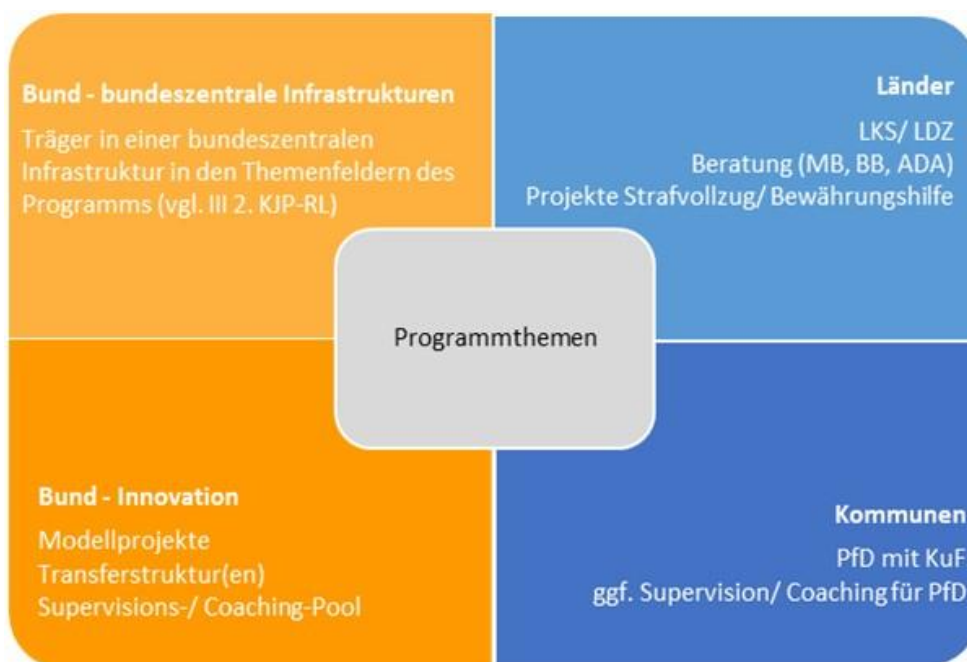 Bund - bundeszentrale Infrastrukturen
Träger in einer bundeszentralen
Infrastruktur in den Themenfeldern des
Programms (vgl. III 2. KJP-RL)
Länder
LKS/ LDZ
Beratung (MB, BB, ADA)
Projekte Strafvollzug/ Bewährungshilfe
Programmthemen
Bund - Innovation
Modellprojekte
Transferstruktur(en)
Supervisions-/ Coaching-Pool
Kommunen
PfD mit KuF
ggf. Supervision/ Coaching für PfD